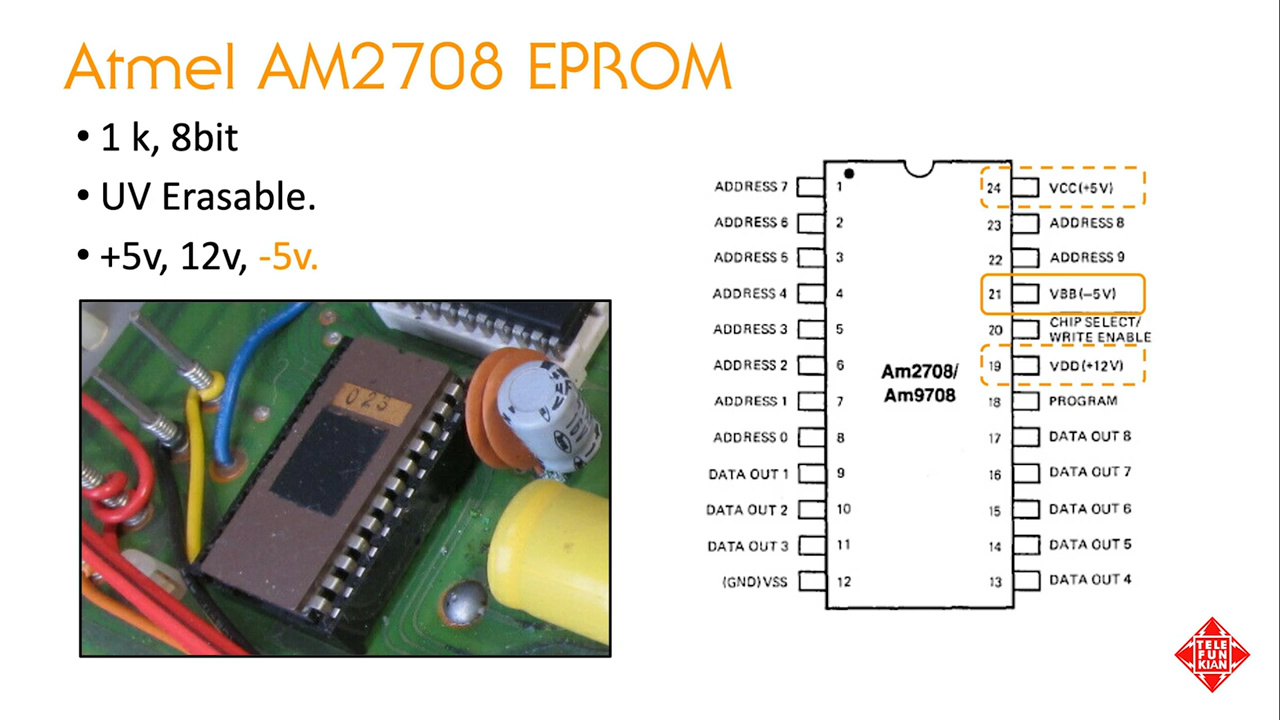 Atmel AM2708 EPROM
• 1 k, 8bit
• UV Erasable.
• +5v, 12v, -5v.
023
ADDRESS 7 1
ADDRESS 6 2
ADDRESS 5 3
ADDRESS 4 4
ADDRESS 3 5
ADDRESS 2 6
ADDRESS 1 7
ADDRESS 0 8
DATA OUT 1 9
DATA OUT 2 10
DATA OUT 3 11
(GND) VSS 12
Am2708/
Am9708
24 VCC (+5V)
23 ADDRESS 8
22 ADDRESS 9
21 VBB (−5V)
20 CHIP SELECT/
WRITE ENABLE
19 VDD (+12V)
18 PROGRAM
17 DATA OUT 8
16 DATA OUT 7
15 DATA OUT 6
14 DATA OUT 5
13 DATA OUT 4
TELE
FUN
KIAN